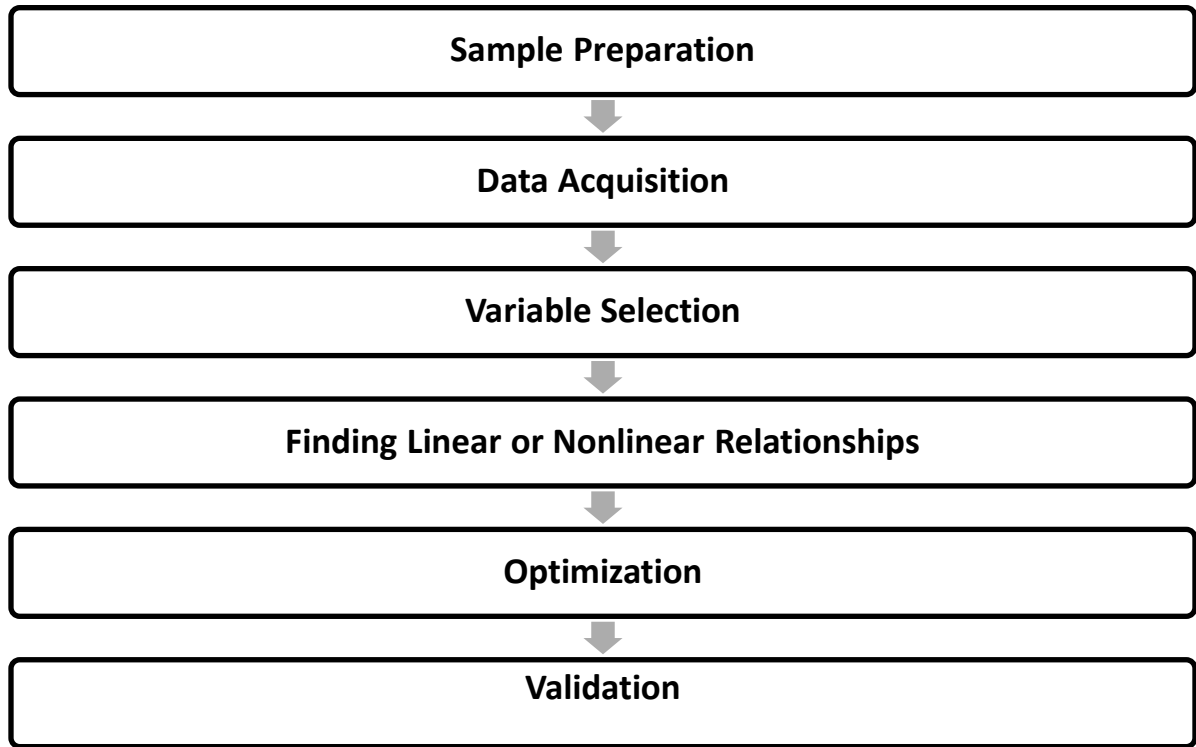 Sample Preparation
Data Acquisition
Variable Selection
Finding Linear or Nonlinear Relationships
Optimization
Validation